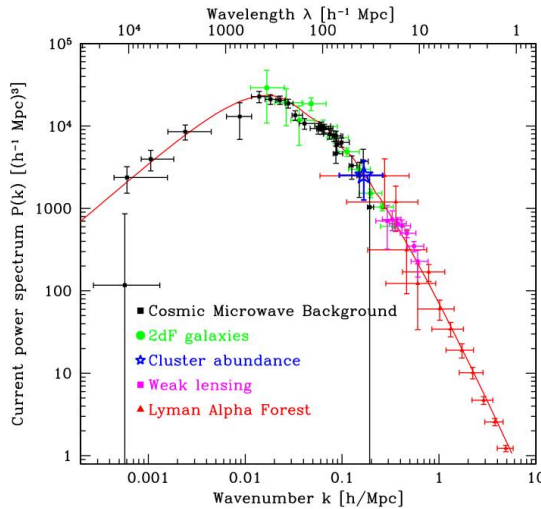 Wavelength λ [h⁻¹ Mpc]
10⁴ 1000 100 10 1
Current power spectrum P(k) [(h⁻¹ Mpc)³]
10⁵
10⁴
1000
100
10
1
Cosmic Microwave Background
2dF galaxies
Cluster abundance
Weak lensing
Lyman Alpha Forest
0.001 0.01 0.1 1 10
Wavenumber k [h/Mpc]